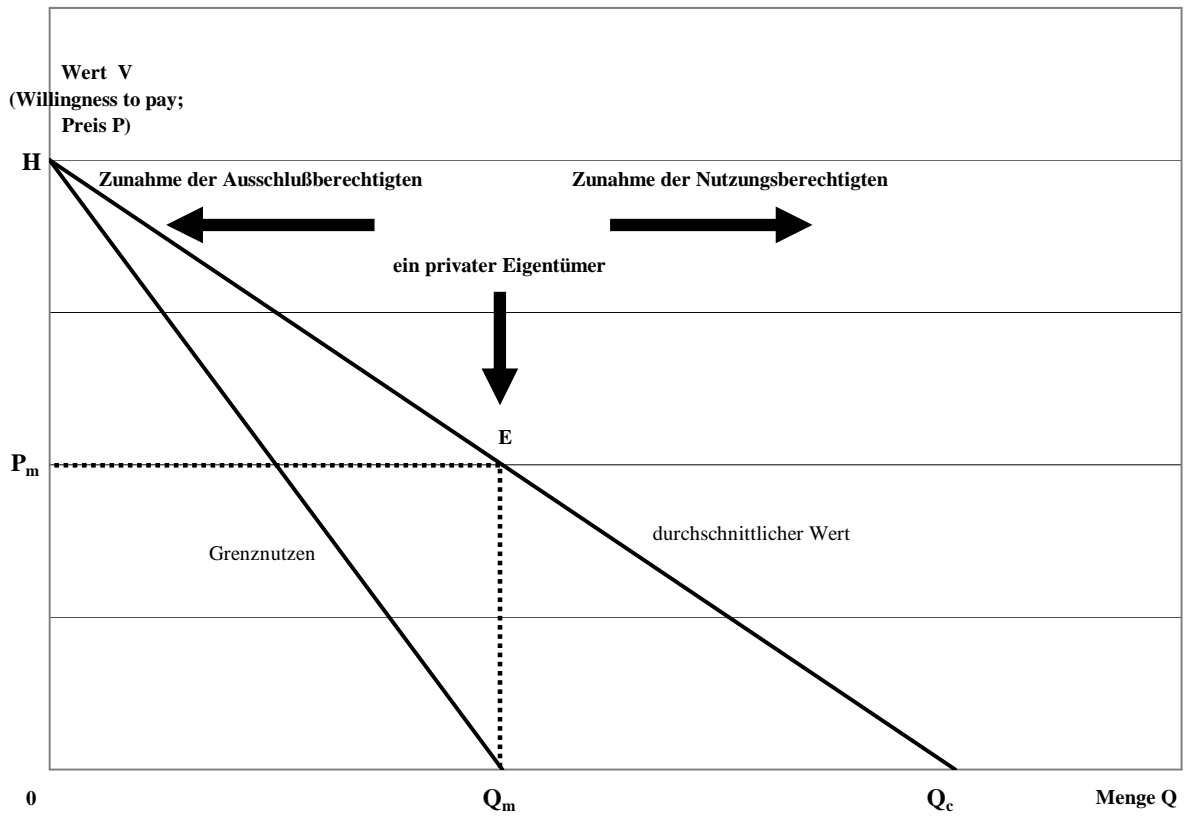 Wert V
(Willingness to pay;
Preis P)
H
Zunahme der Ausschlußberechtigten
Zunahme der Nutzungsberechtigten
ein privater Eigentümer
E
Pm
durchschnittlicher Wert
Grenznutzen
0
Qm
Qc
Menge Q